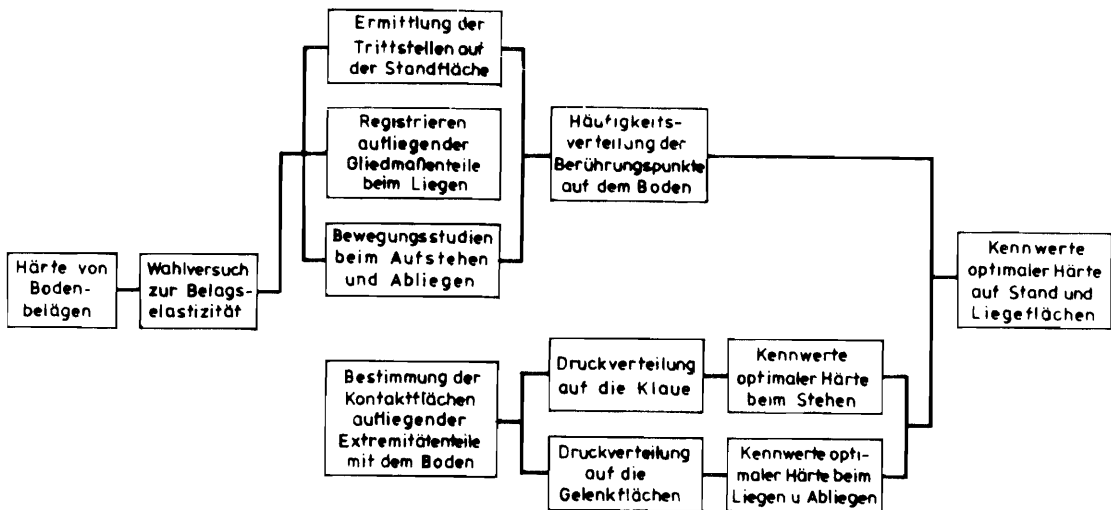 Härte von
Boden-
belägen
Wahlversuch
zur Belags-
elastizität
Ermittlung der
Trittstellen auf
der Standfläche
Registrieren
aufliegender
Gliedmaßenteile
beim Liegen
Bewegungsstudien
beim Aufstehen
und Abliegen
Häufigkeits-
verteilung der
Berührungspunkte
auf dem Boden
Bestimmung der
Kontaktflächen
aufliegender
Extremitätenteile
mit dem Boden
Druckverteilung
auf die Klaue
Kennwerte
optimaler Härte
beim Stehen
Druckverteilung
auf die
Gelenkflächen
Kennwerte opti-
maler Härte beim
Liegen u Abliegen
Kennwerte
optimaler Härte
auf Stand und
Liegeflächen